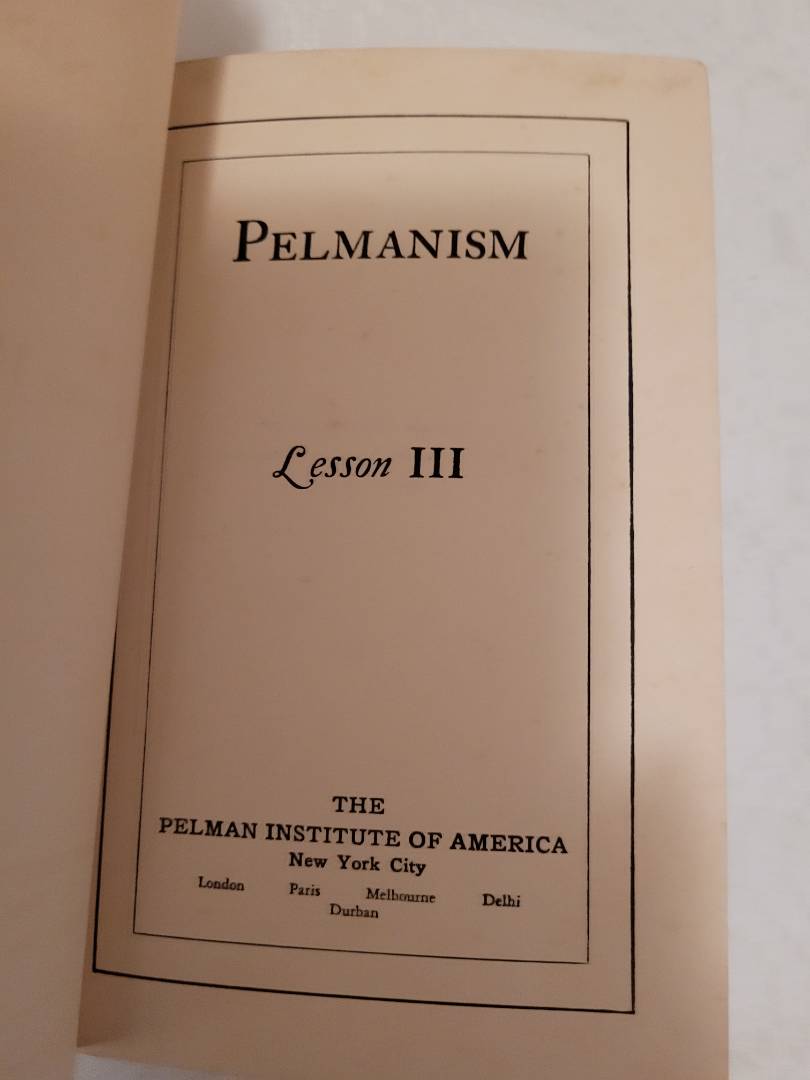 PELMANISM
Lesson III
THE
PELMAN INSTITUTE OF AMERICA
New York City
London Paris Melbourne Delhi
Durban